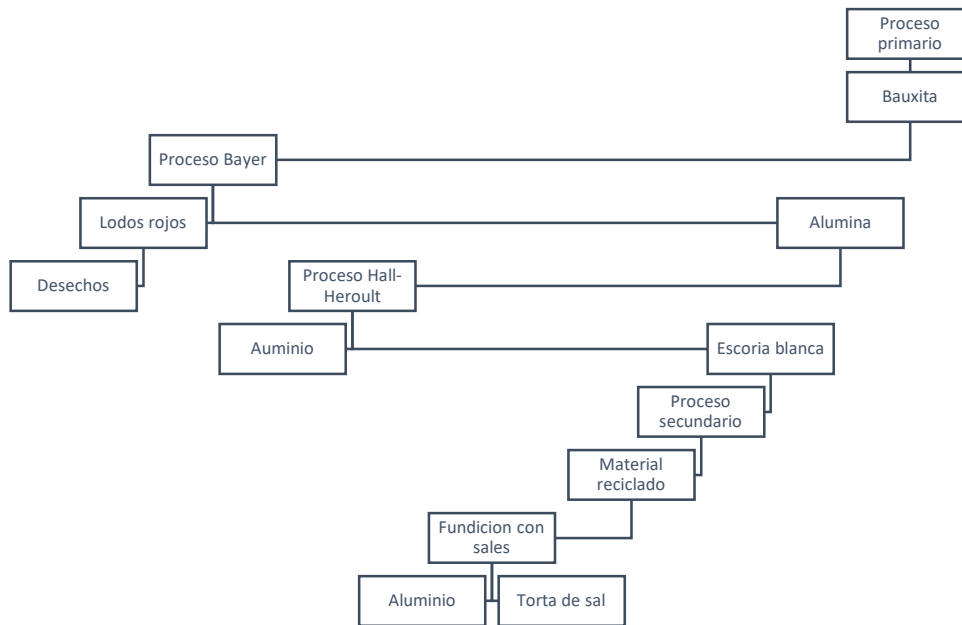 Proceso
primario
Bauxita
Proceso Bayer
Lodos rojos
Alumina
Desechos
Proceso Hall-
Heroult
Auminio
Escoria blanca
Proceso
secundario
Material
reciclado
Fundicion con
sales
Aluminio
Torta de sal